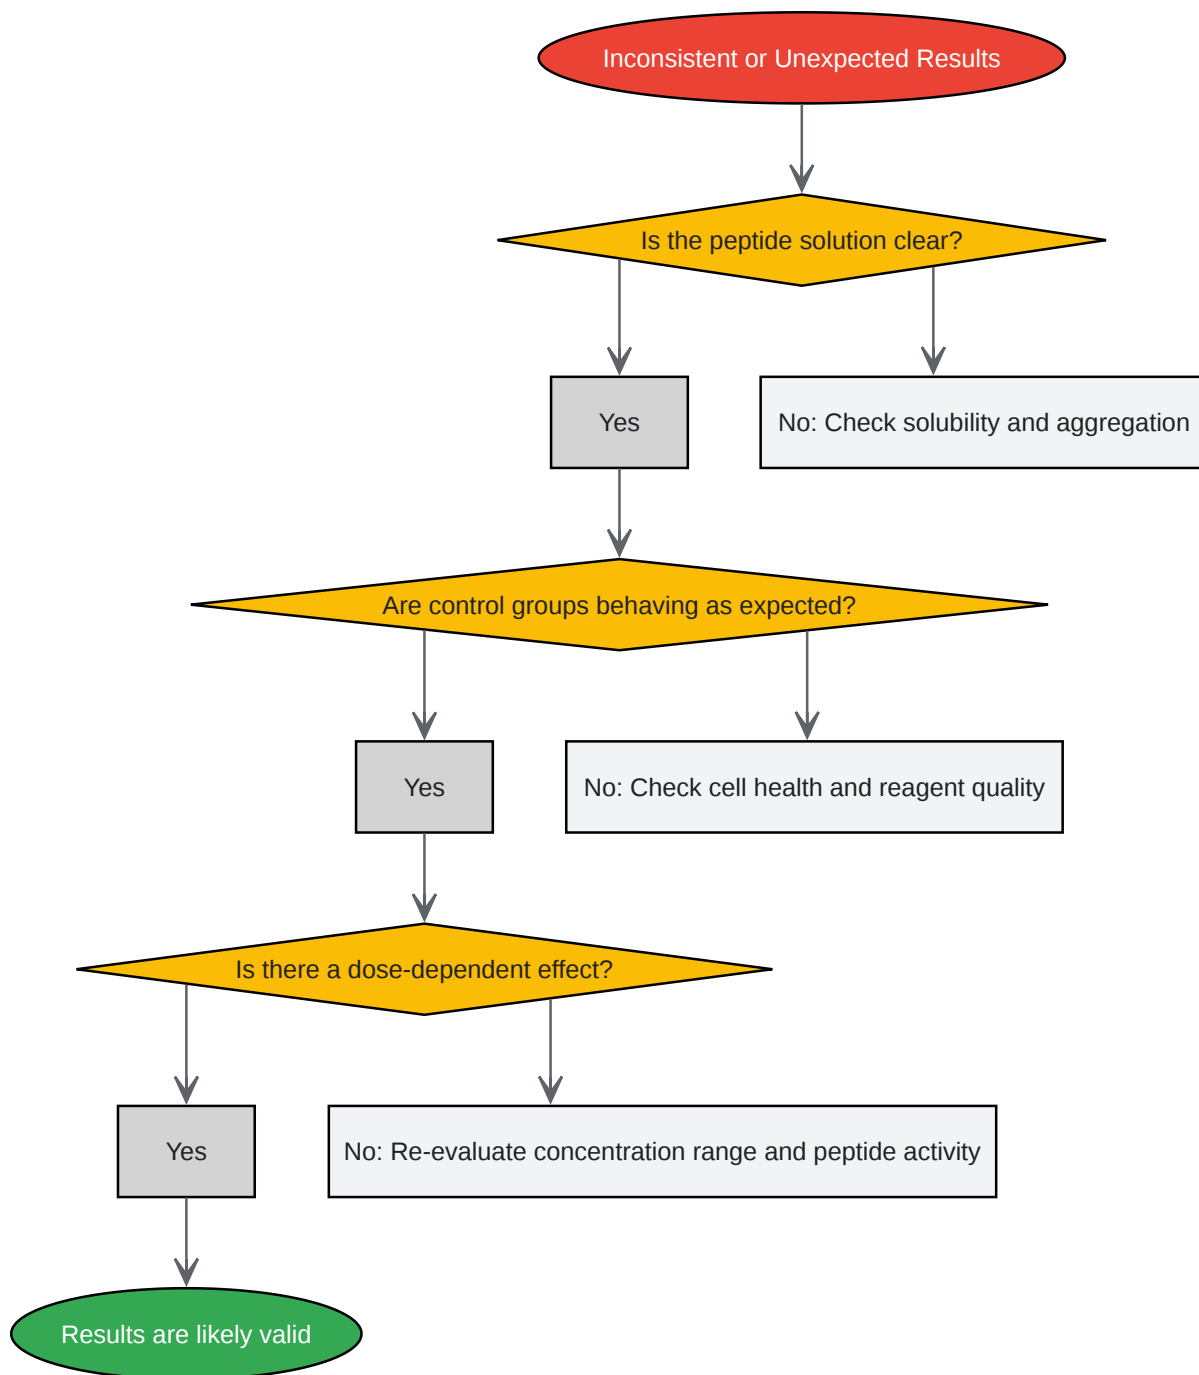 Inconsistent or Unexpected Results
Is the peptide solution clear?
Yes
No: Check solubility and aggregation
Are control groups behaving as expected?
Yes
No: Check cell health and reagent quality
Is there a dose-dependent effect?
Yes
No: Re-evaluate concentration range and peptide activity
Results are likely valid